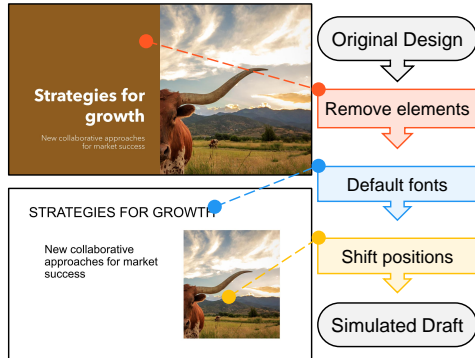 Strategies for
growth
New collaborative approaches
for market success
STRATEGIES FOR GROWTH
New collaborative
approaches for market
success
Original Design
Remove elements
Default fonts
Shift positions
Simulated Draft